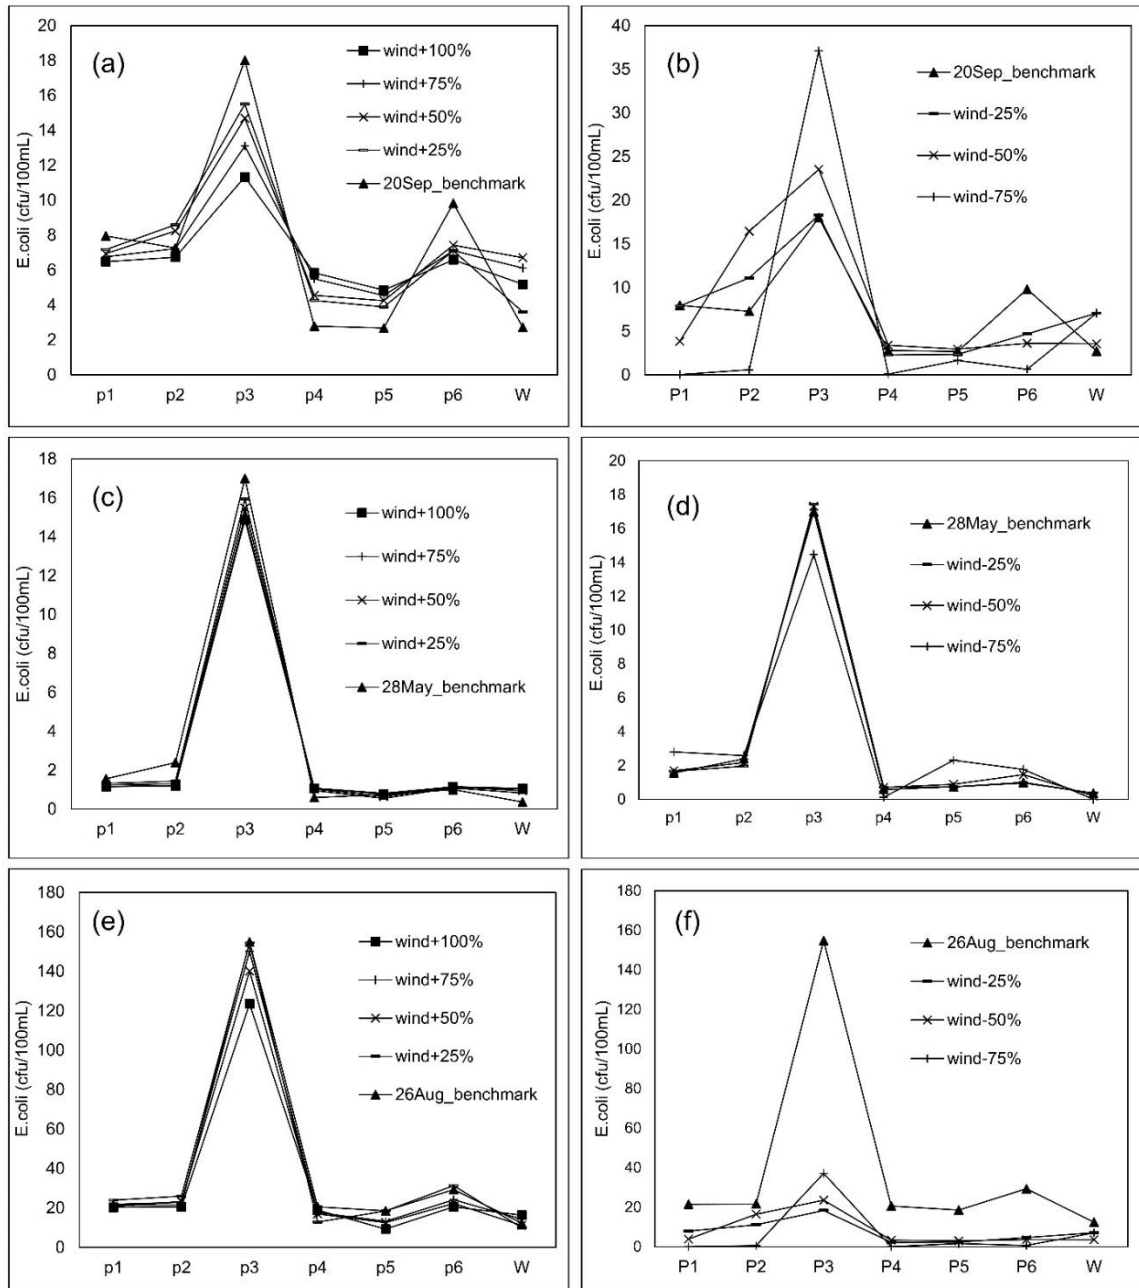 (a)
E.coli (cfu/100mL)
20
18
16
14
12
10
8
6
4
2
0
wind+100%
wind+75%
wind+50%
wind+25%
20Sep_benchmark
p1 p2 p3 p4 p5 p6 W
(b)
E.coli (cfu/100mL)
40
35
30
25
20
15
10
5
0
20Sep_benchmark
wind-25%
wind-50%
wind-75%
P1 P2 P3 P4 P5 P6 W
(c)
E.coli (cfu/100mL)
18
16
14
12
10
8
6
4
2
0
wind+100%
wind+75%
wind+50%
wind+25%
28May_benchmark
p1 p2 p3 p4 p5 p6 W
(d)
E.coli (cfu/100mL)
20
18
16
14
12
10
8
6
4
2
0
28May_benchmark
wind-25%
wind-50%
wind-75%
p1 p2 p3 p4 p5 p6 W
(e)
E.coli (cfu/100mL)
180
160
140
120
100
80
60
40
20
0
wind+100%
wind+75%
wind+50%
wind+25%
26Aug_benchmark
p1 p2 p3 p4 p5 p6 W
(f)
E.coli (cfu/100mL)
180
160
140
120
100
80
60
40
20
0
26Aug_benchmark
wind-25%
wind-50%
wind-75%
P1 P2 P3 P4 P5 P6 W